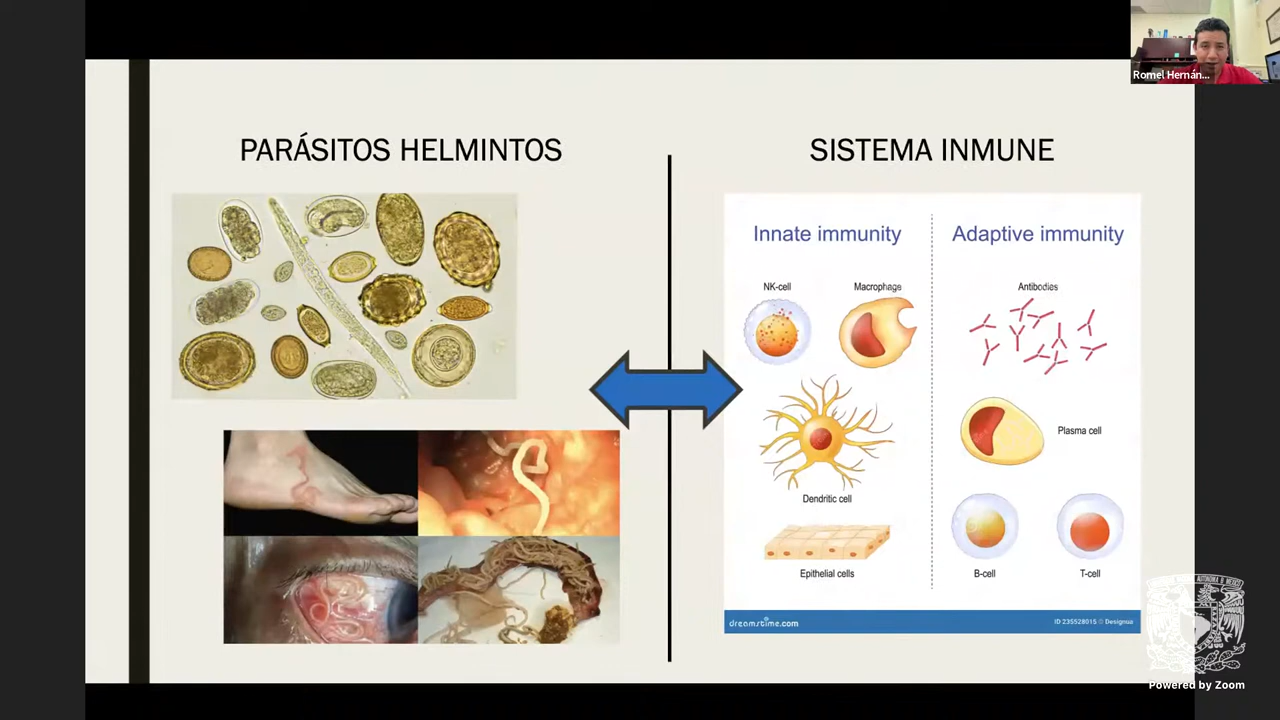 Romel Hernán...
PARÁSITOS HELMINTOS
SISTEMA INMUNE
Innate immunity
Adaptive immunity
NK-cell
Macrophage
Antibodies
Plasma cell
Dendritic cell
Epithelial cells
B-cell
T-cell
dreamstime.com
ID 235528015 © Designua
Powered by Zoom